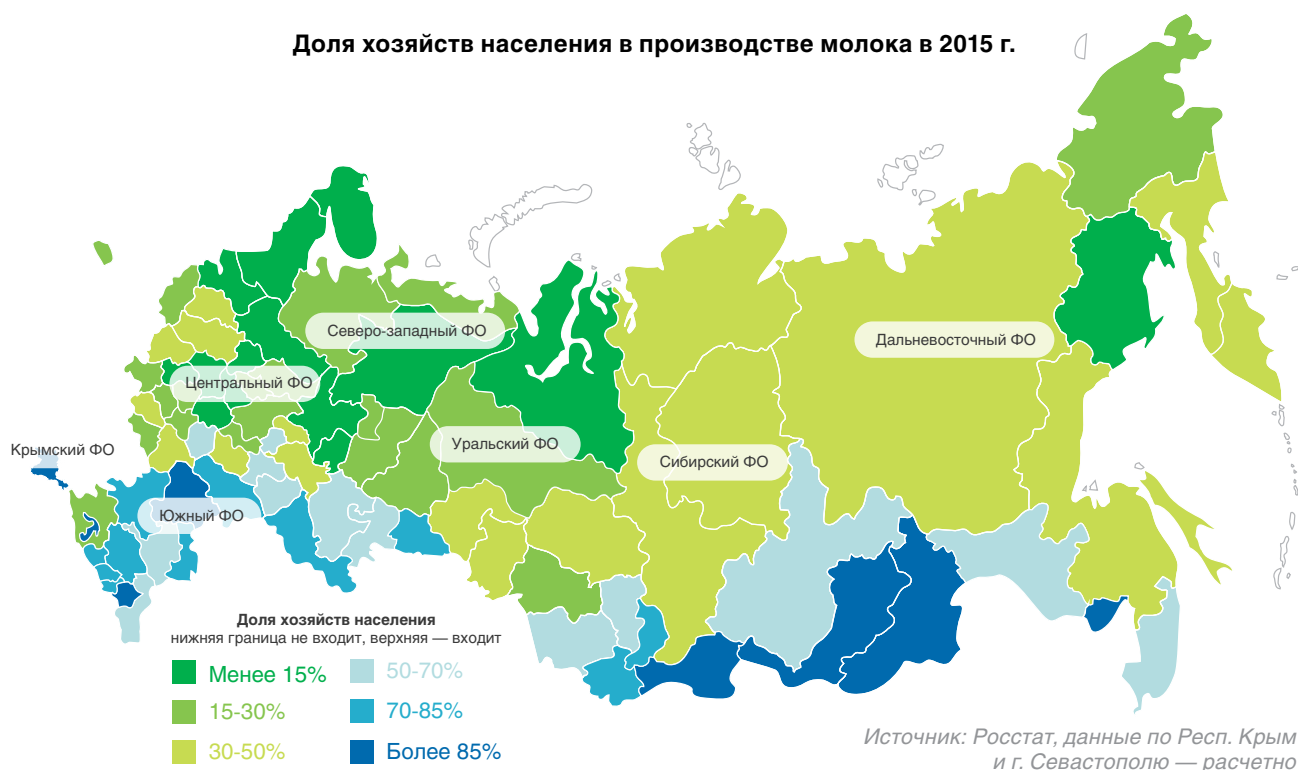 Доля хозяйств населения в производстве молока в 2015 г.
Северо-западный ФО
Дальневосточный ФО
Центральный ФО
Крымский ФО
Уральский ФО
Сибирский ФО
Южный ФО
Доля хозяйств населения
нижняя граница не входит, верхняя — входит
Менее 15%
50-70%
15-30%
70-85%
30-50%
Более 85%
Источник: Росстат, данные по Респ. Крым
и г. Севастополю — расчетно